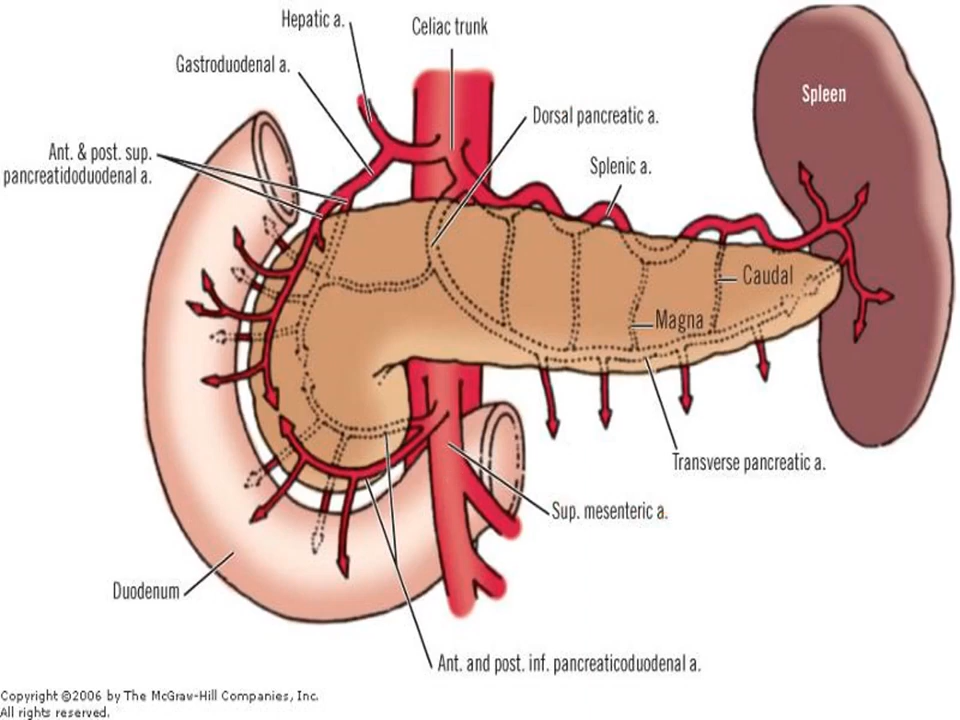 Hepatic a.
Celiac trunk
Gastroduodenal a.
Spleen
Dorsal pancreatic a.
Ant. & post. sup.
pancreatidoduodenal a.
Splenic a.
Caudal
Magna
Transverse pancreatic a.
Sup. mesenteric a.
Duodenum
Ant. and post. inf. pancreaticoduodenal a.
Copyright ©2006 by The McGraw-Hill Companies, Inc.
All rights reserved.